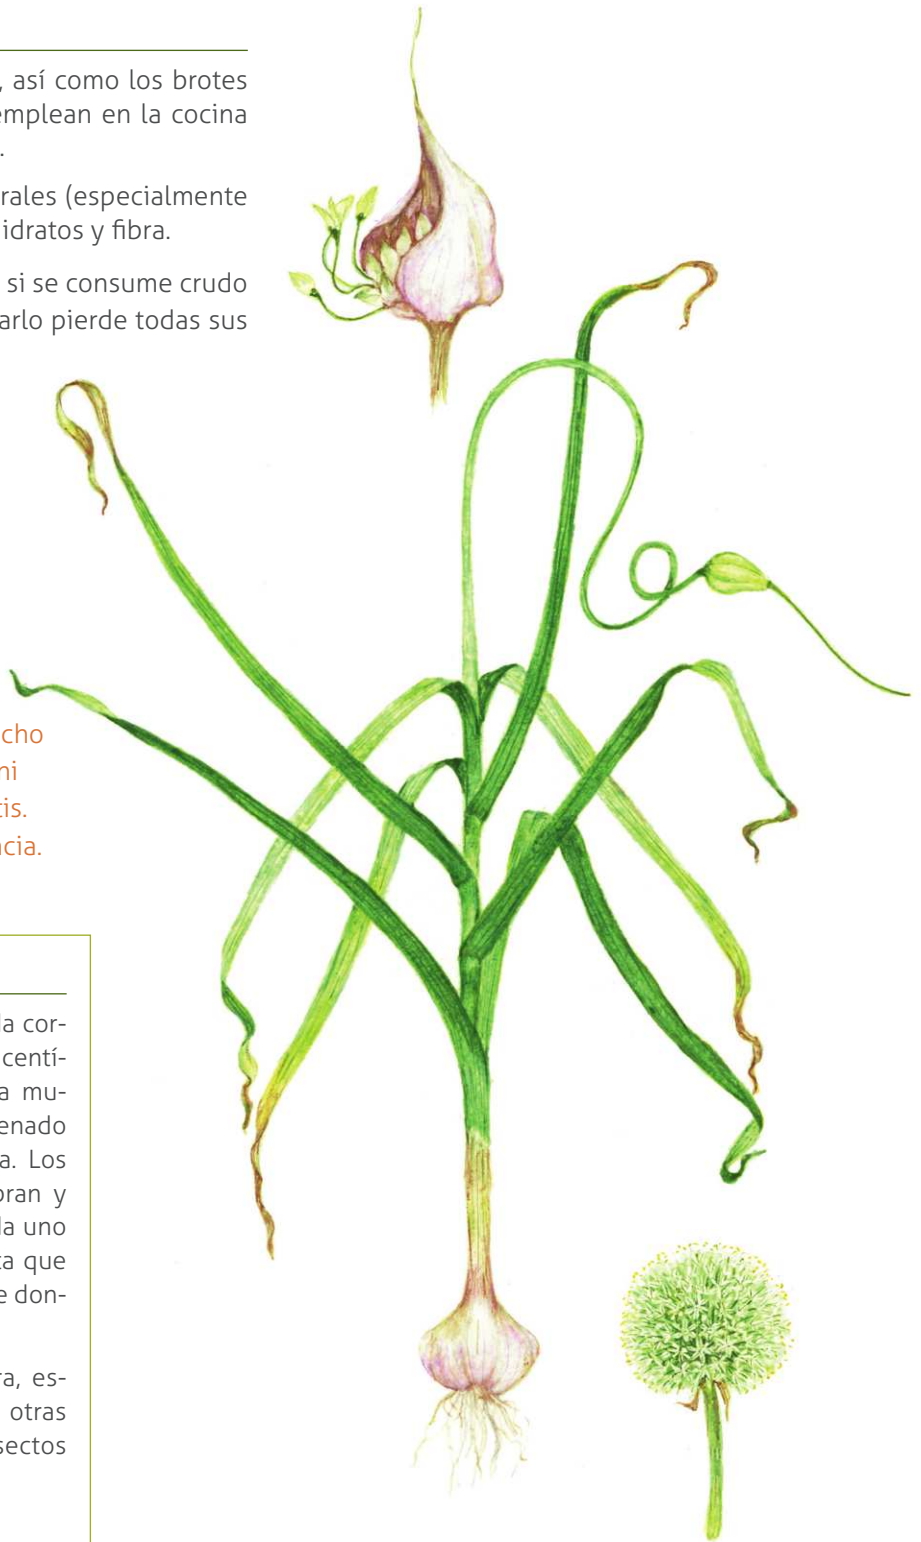 , así como los brotes
emplean en la cocina
.
rales (especialmente
idratos y fibra.
si se consume crudo
arlo pierde todas sus
cho
ni
tis.
ncia.
la cor-
centí-
a mu-
enado
a. Los
oran y
la uno
ta que
e don-
ra, es-
otras
sectos